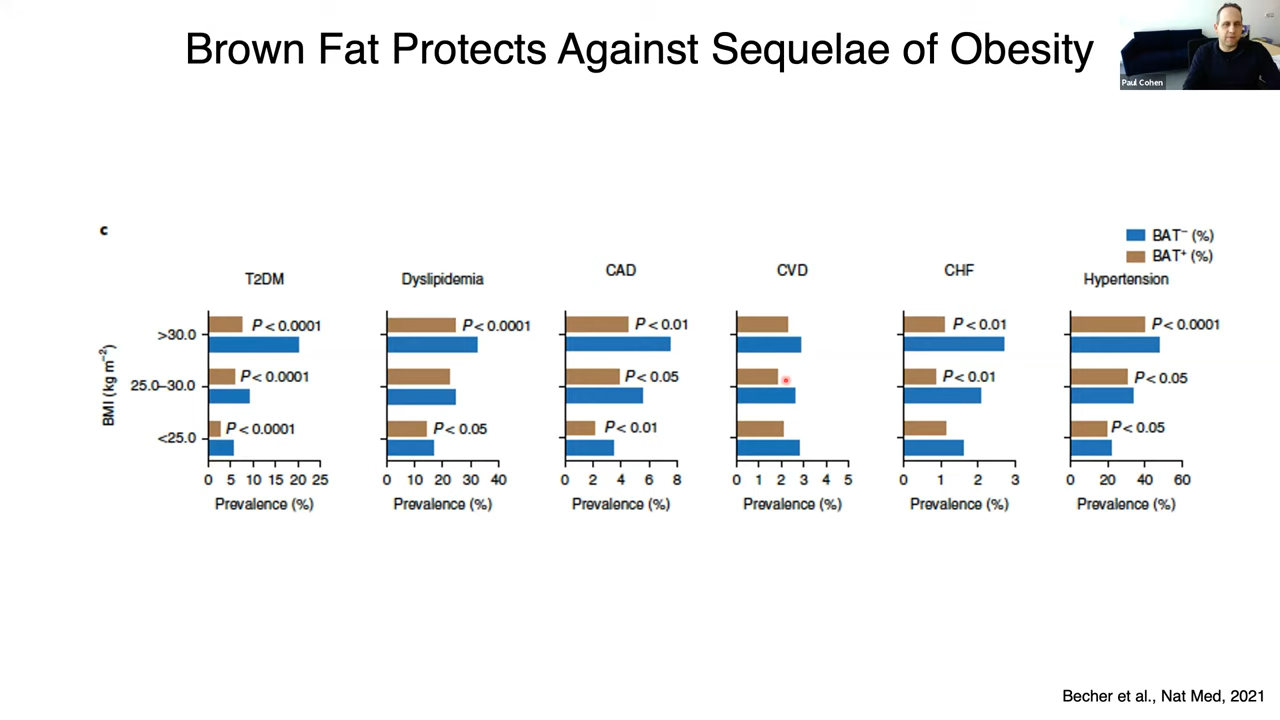 Brown Fat Protects Against Sequelae of Obesity
Paul Cohen
c
BAT⁻ (%)
BAT⁺ (%)
T2DM
Dyslipidemia
CAD
CVD
CHF
Hypertension
BMI (kg m⁻²)
>30.0
25.0–30.0
<25.0
P < 0.0001
P < 0.0001
P < 0.0001
0 5 10 15 20 25
Prevalence (%)
P < 0.0001
P < 0.05
0 10 20 30 40
Prevalence (%)
P < 0.01
P < 0.05
P < 0.01
0 2 4 6 8
Prevalence (%)
0 1 2 3 4 5
Prevalence (%)
P < 0.01
P < 0.01
0 1 2 3
Prevalence (%)
P < 0.0001
P < 0.05
P < 0.05
0 20 40 60
Prevalence (%)
Becher et al., Nat Med, 2021